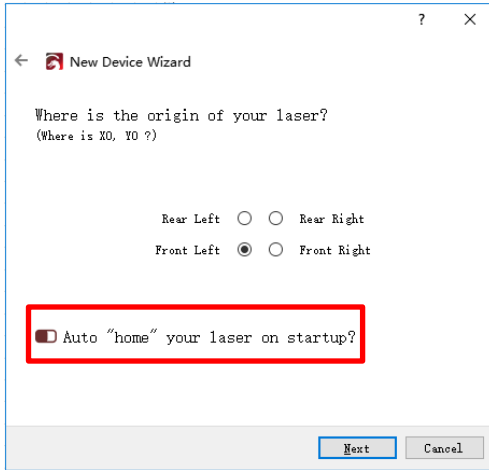 ?
New Device Wizard
Where is the origin of your laser?
(Where is X0, Y0 ?)
Rear Left Rear Right
Front Left Front Right
Auto "home" your laser on startup?
Next Cancel